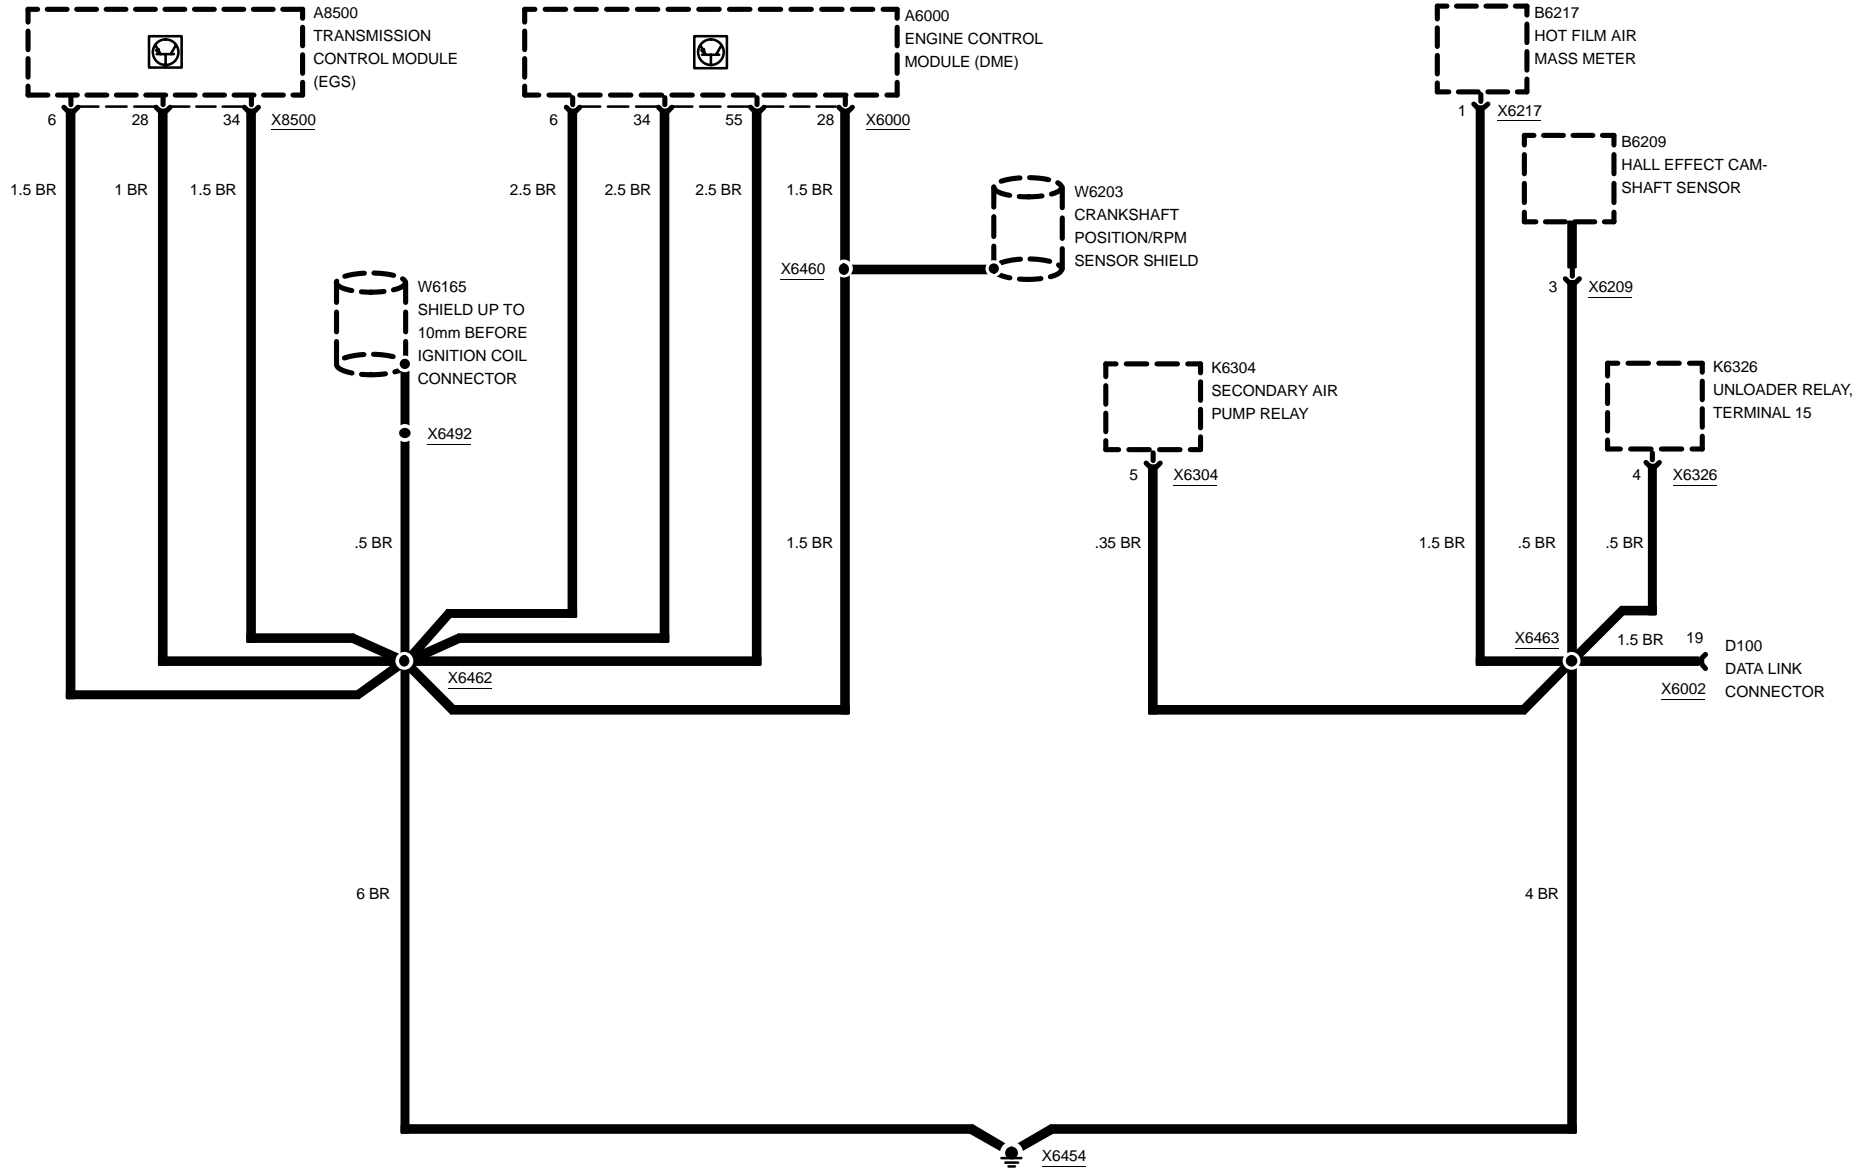 A8500
TRANSMISSION
CONTROL MODULE
(EGS)
A6000
ENGINE CONTROL
MODULE (DME)
B6217
HOT FILM AIR
MASS METER
6
28
34
X8500
6
34
55
28
X6000
1
X6217
B6209
HALL EFFECT CAM-
SHAFT SENSOR
1.5 BR
1 BR
1.5 BR
2.5 BR
2.5 BR
2.5 BR
1.5 BR
W6203
CRANKSHAFT
POSITION/RPM
SENSOR SHIELD
X6460
3
X6209
W6165
SHIELD UP TO
10mm BEFORE
IGNITION COIL
CONNECTOR
K6304
SECONDARY AIR
PUMP RELAY
K6326
UNLOADER RELAY,
TERMINAL 15
X6492
5
X6304
4
X6326
.5 BR
1.5 BR
.35 BR
1.5 BR
.5 BR
.5 BR
X6463
1.5 BR
19
D100
DATA LINK
CONNECTOR
X6462
X6002
6 BR
4 BR
X6454